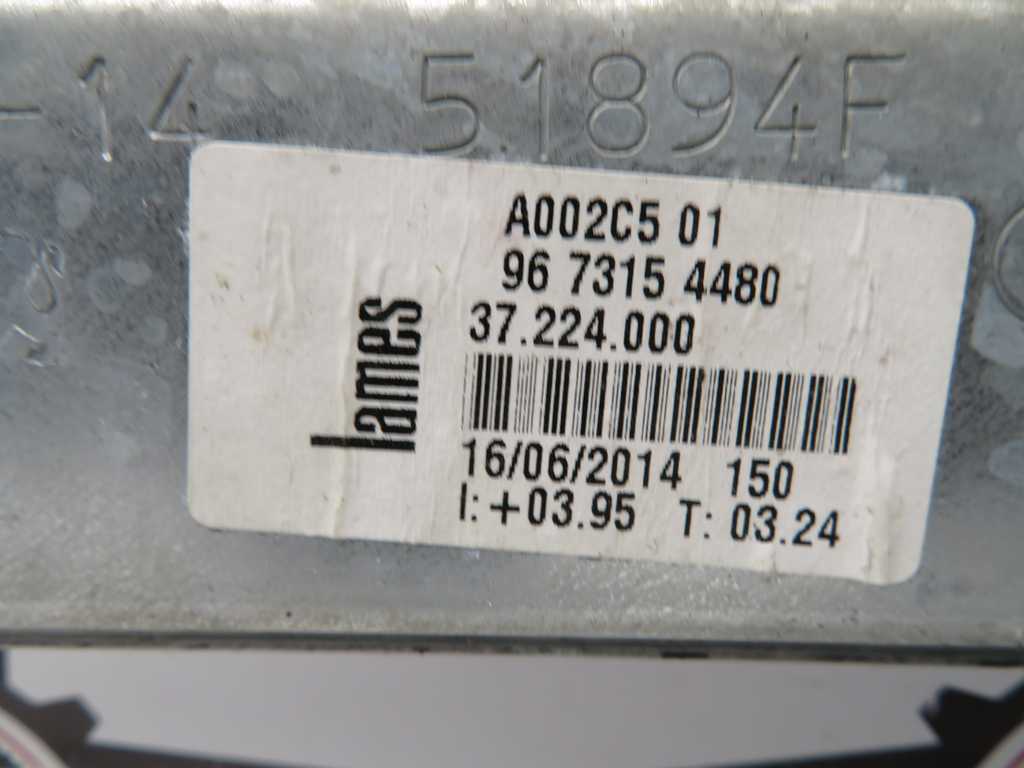 -14 51894F
A002C5 01
96 7315 4480
37.224.000
lames
16/06/2014 150
I: +03.95 T: 03.24